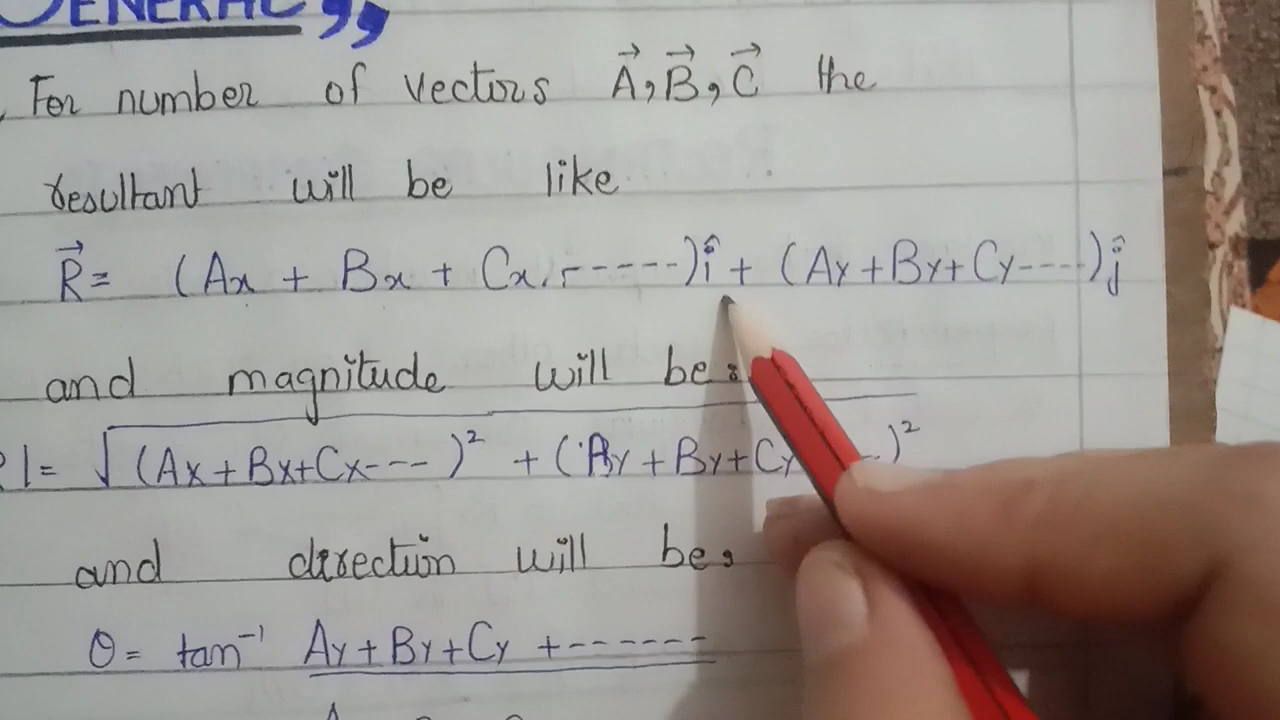 GENERAL ,,
For number of vectors A⃗, B⃗, C⃗ the
resultant will be like
R⃗ = (Ax + Bx + Cx, ------)î + (Ay + By + Cy ----)ĵ
and magnitude will be:
|= √(Ax + Bx + Cx ---)² + (Ay + By + Cy ...)²
and direction will be,
θ = tan⁻¹ Ay + By + Cy + ------